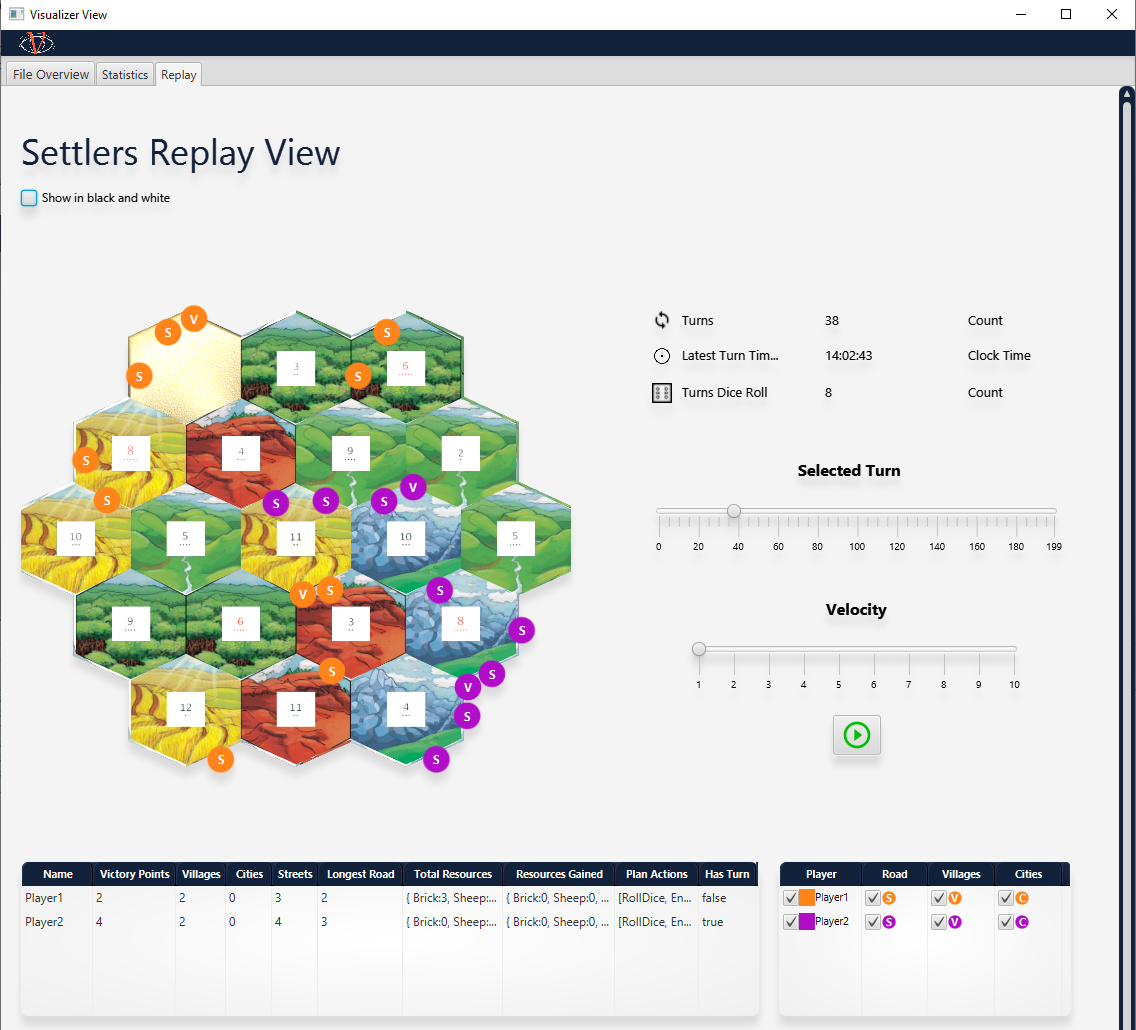 Visualizer View
V
File Overview Statistics Replay
Settlers Replay View
Show in black and white
V
S
S
S
Turns 38 Count
3
6
Latest Turn Tim... 14:02:43 Clock Time
S
S
Turns Dice Roll 8 Count
8
4
9
2
S
Selected Turn
V
S
S
S
S
10
5
11
10
5
0 20 40 60 80 100 120 140 160 180 199
V
S
S
Velocity
9
6
3
8
S
S
S
V
1 2 3 4 5 6 7 8 9 10
12
11
4
S
S
S
Name Victory Points Villages Cities Streets Longest Road Total Resources Resources Gained Plan Actions Has Turn
Player1 2 2 0 3 2 { Brick:3, Sheep:... { Brick:0, Sheep:0, ... [RollDice, En... false
Player2 4 2 0 4 3 { Brick:0, Sheep:... { Brick:0, Sheep:0, ... [RollDice, En... true
Player Road Villages Cities
Player1 S V C
Player2 S V C